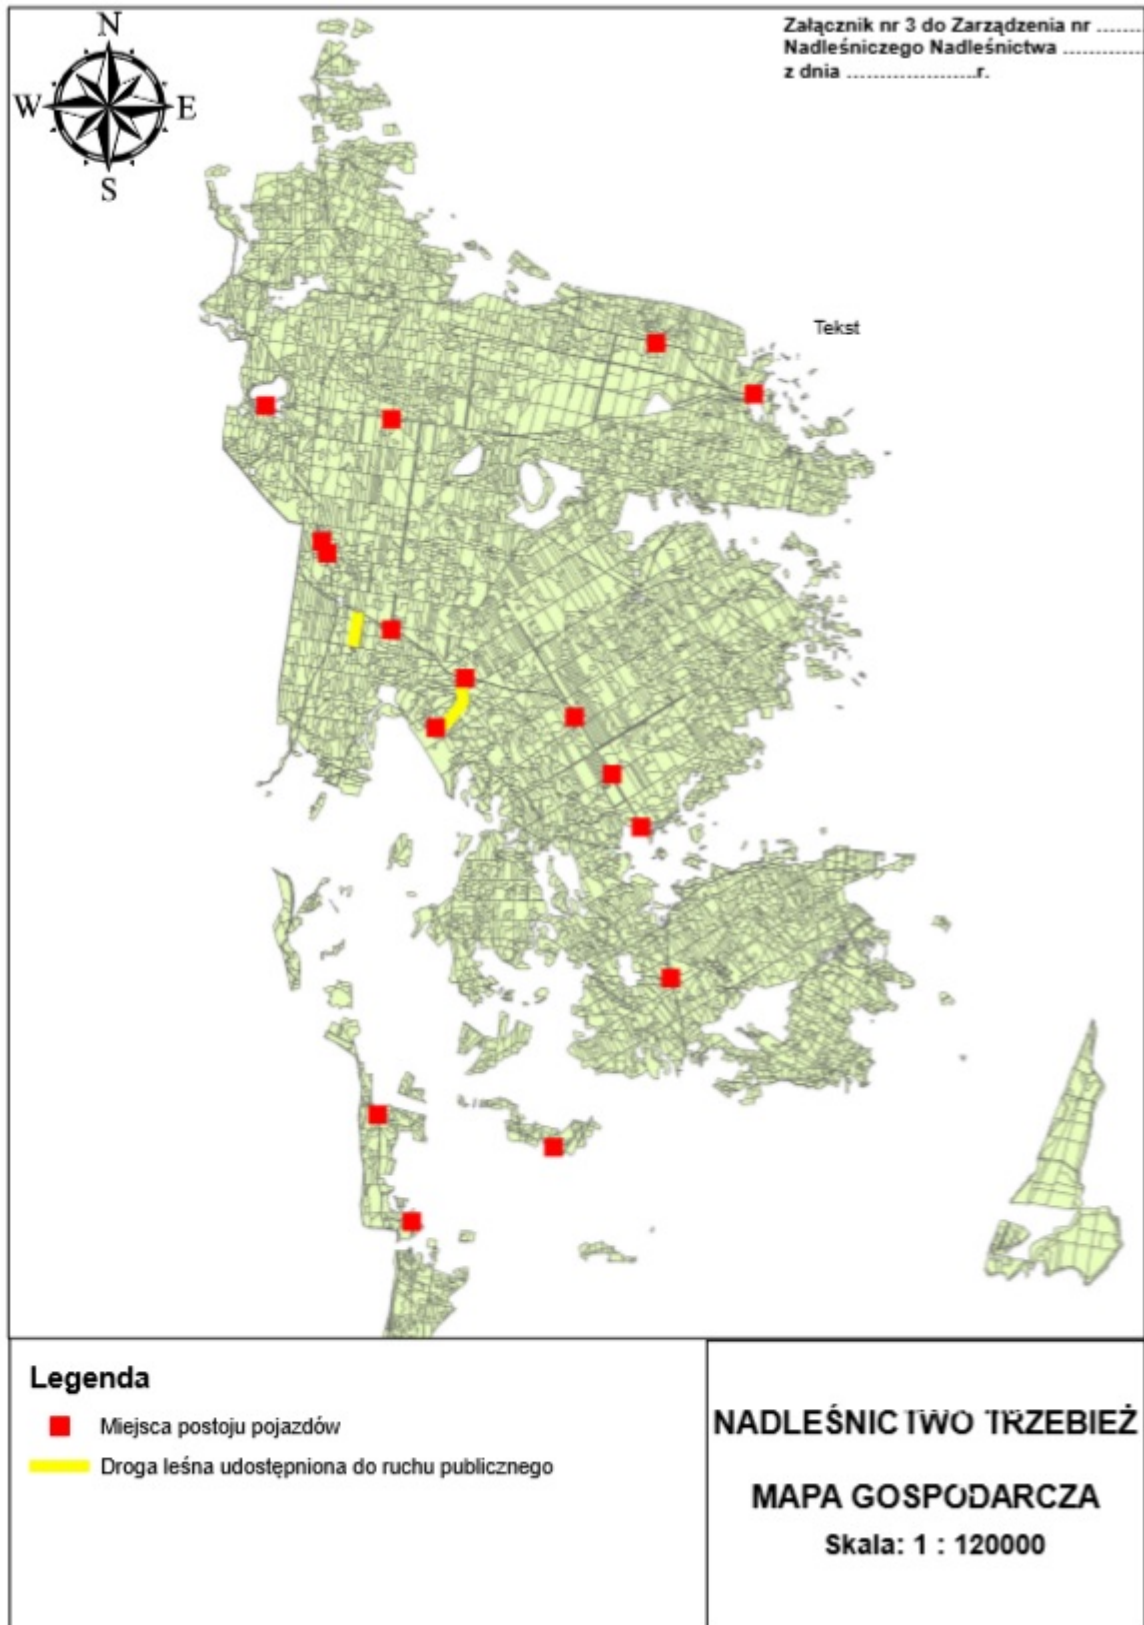 N
W E
S
Załącznik nr 3 do Zarządzenia nr ........
Nadleśniczego Nadleśnictwa ..............
z dnia ......................r.
Tekst
Legenda
Miejsca postoju pojazdów
Droga leśna udostępniona do ruchu publicznego
NADLEŚNICTWO TRZEBIEŻ
MAPA GOSPODARCZA
Skala: 1 : 120000